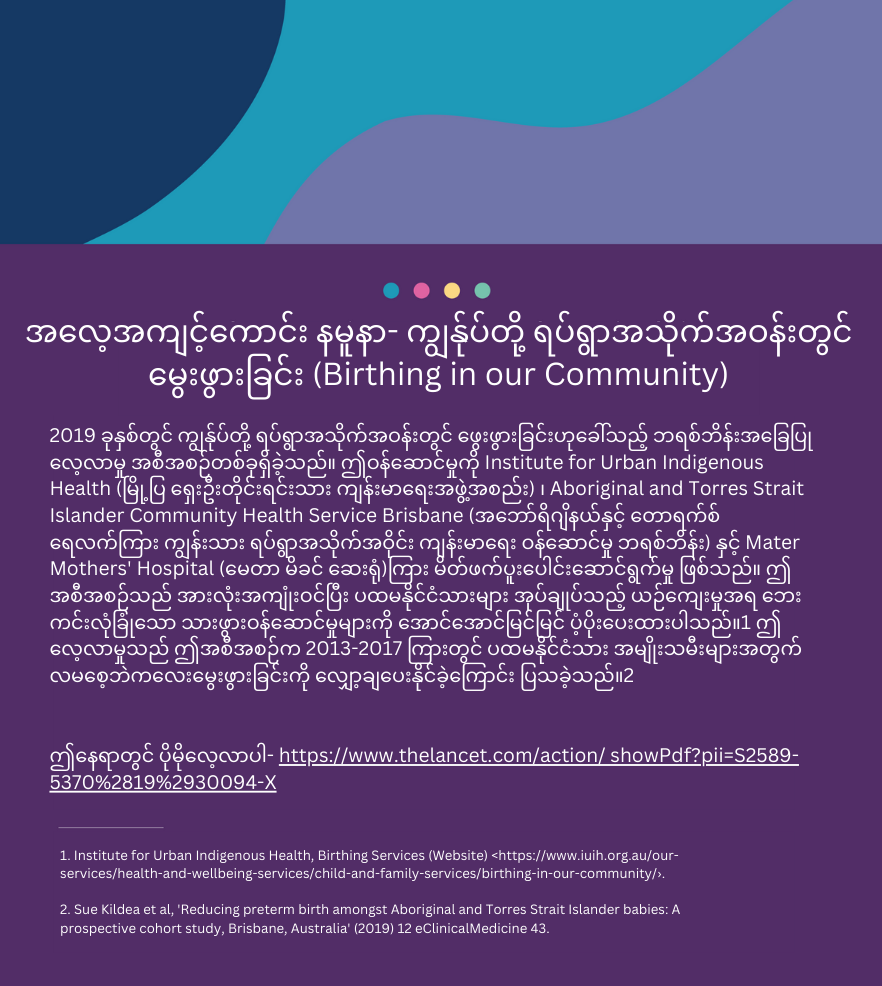 အလေ့အကျင့်ကောင်း နမူနာ- ကျွန်ုပ်တို့ ရပ်ရွာအသိုက်အဝန်းတွင်
မွေးဖွားခြင်း (Birthing in our Community)
2019 ခုနှစ်တွင် ကျွန်ုပ်တို့ ရပ်ရွာအသိုက်အဝန်းတွင် ဖွေးဖွားခြင်းဟုခေါ်သည့် ဘရစ်ဘိန်းအခြေပြု
လေ့လာမှု အစီအစဉ်တစ်ခုရှိခဲ့သည်။ ဤဝန်ဆောင်မှုကို Institute for Urban Indigenous
Health (မြို့ပြ ရှေးဦးတိုင်းရင်းသား ကျန်းမာရေးအဖွဲ့အစည်း) ၊ Aboriginal and Torres Strait
Islander Community Health Service Brisbane (အဘော်ရိဂျိနယ်နှင့် တောရက်စ်
ရေလက်ကြား ကျွန်းသား ရပ်ရွာအသိုက်အဝိုင်း ကျန်းမာရေး ဝန်ဆောင်မှု ဘရစ်ဘိန်း) နှင့် Mater
Mothers' Hospital (မေတာ မိခင် ဆေးရုံ)ကြား မိတ်ဖက်ပူးပေါင်းဆောင်ရွက်မှု ဖြစ်သည်။ ဤ
အစီအစဉ်သည် အားလုံးအကျုံးဝင်ပြီး ပထမနိုင်ငံသားများ အုပ်ချုပ်သည့် ယဉ်ကျေးမှုအရ ဘေး
ကင်းလုံခြုံသော သားဖွားဝန်ဆောင်မှုများကို အောင်အောင်မြင်မြင် ပံ့ပိုးပေးထားပါသည်။1 ဤ
လေ့လာမှုသည် ဤအစီအစဉ်က 2013-2017 ကြားတွင် ပထမနိုင်ငံသား အမျိုးသမီးများအတွက်
လမစေ့ဘဲကလေးမွေးဖွားခြင်းကို လျှော့ချပေးနိုင်ခဲ့ကြောင်း ပြသခဲ့သည်။2
ဤနေရာတွင် ပိုမိုလေ့လာပါ- https://www.thelancet.com/action/ showPdf?pii=S2589-
5370%2819%2930094-X
1. Institute for Urban Indigenous Health, Birthing Services (Website) <https://www.iuih.org.au/our-
services/health-and-wellbeing-services/child-and-family-services/birthing-in-our-community/>.
2. Sue Kildea et al, 'Reducing preterm birth amongst Aboriginal and Torres Strait Islander babies: A
prospective cohort study, Brisbane, Australia' (2019) 12 eClinicalMedicine 43.